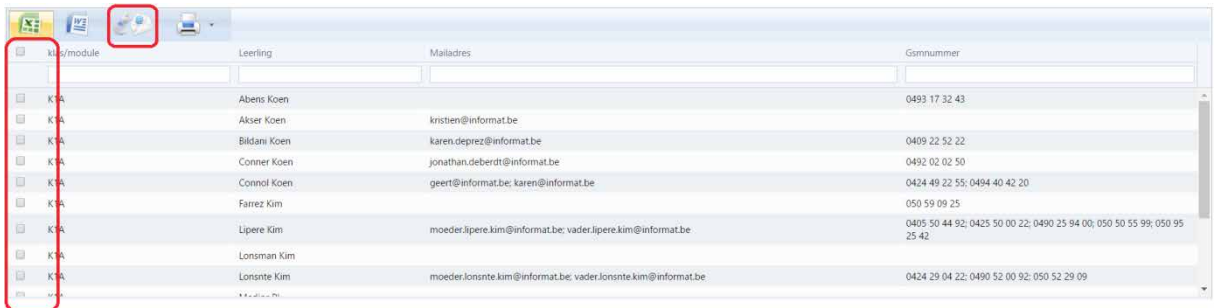 klas/module Leerling Mailadres Gsmnummer
K1A Abens Koen 0493 17 32 43
K1A Akser Koen kristien@informat.be
K1A Bildani Koen karen.deprez@informat.be 0409 22 52 22
K1A Conner Koen jonathan.deberdt@informat.be 0492 02 02 50
K1A Connol Koen geert@informat.be; karen@informat.be 0424 49 22 55; 0494 40 42 20
K1A Farrez Kim 050 59 09 25
K1A Lipere Kim moeder.lipere.kim@informat.be; vader.lipere.kim@informat.be 0405 50 44 92; 0425 50 00 22; 0490 25 94 00; 050 50 55 99; 050 95
25 42
K1A Lonsman Kim
K1A Lonsnte Kim moeder.lonsnte.kim@informat.be; vader.lonsnte.kim@informat.be 0424 29 04 22; 0490 52 00 92; 050 52 29 09